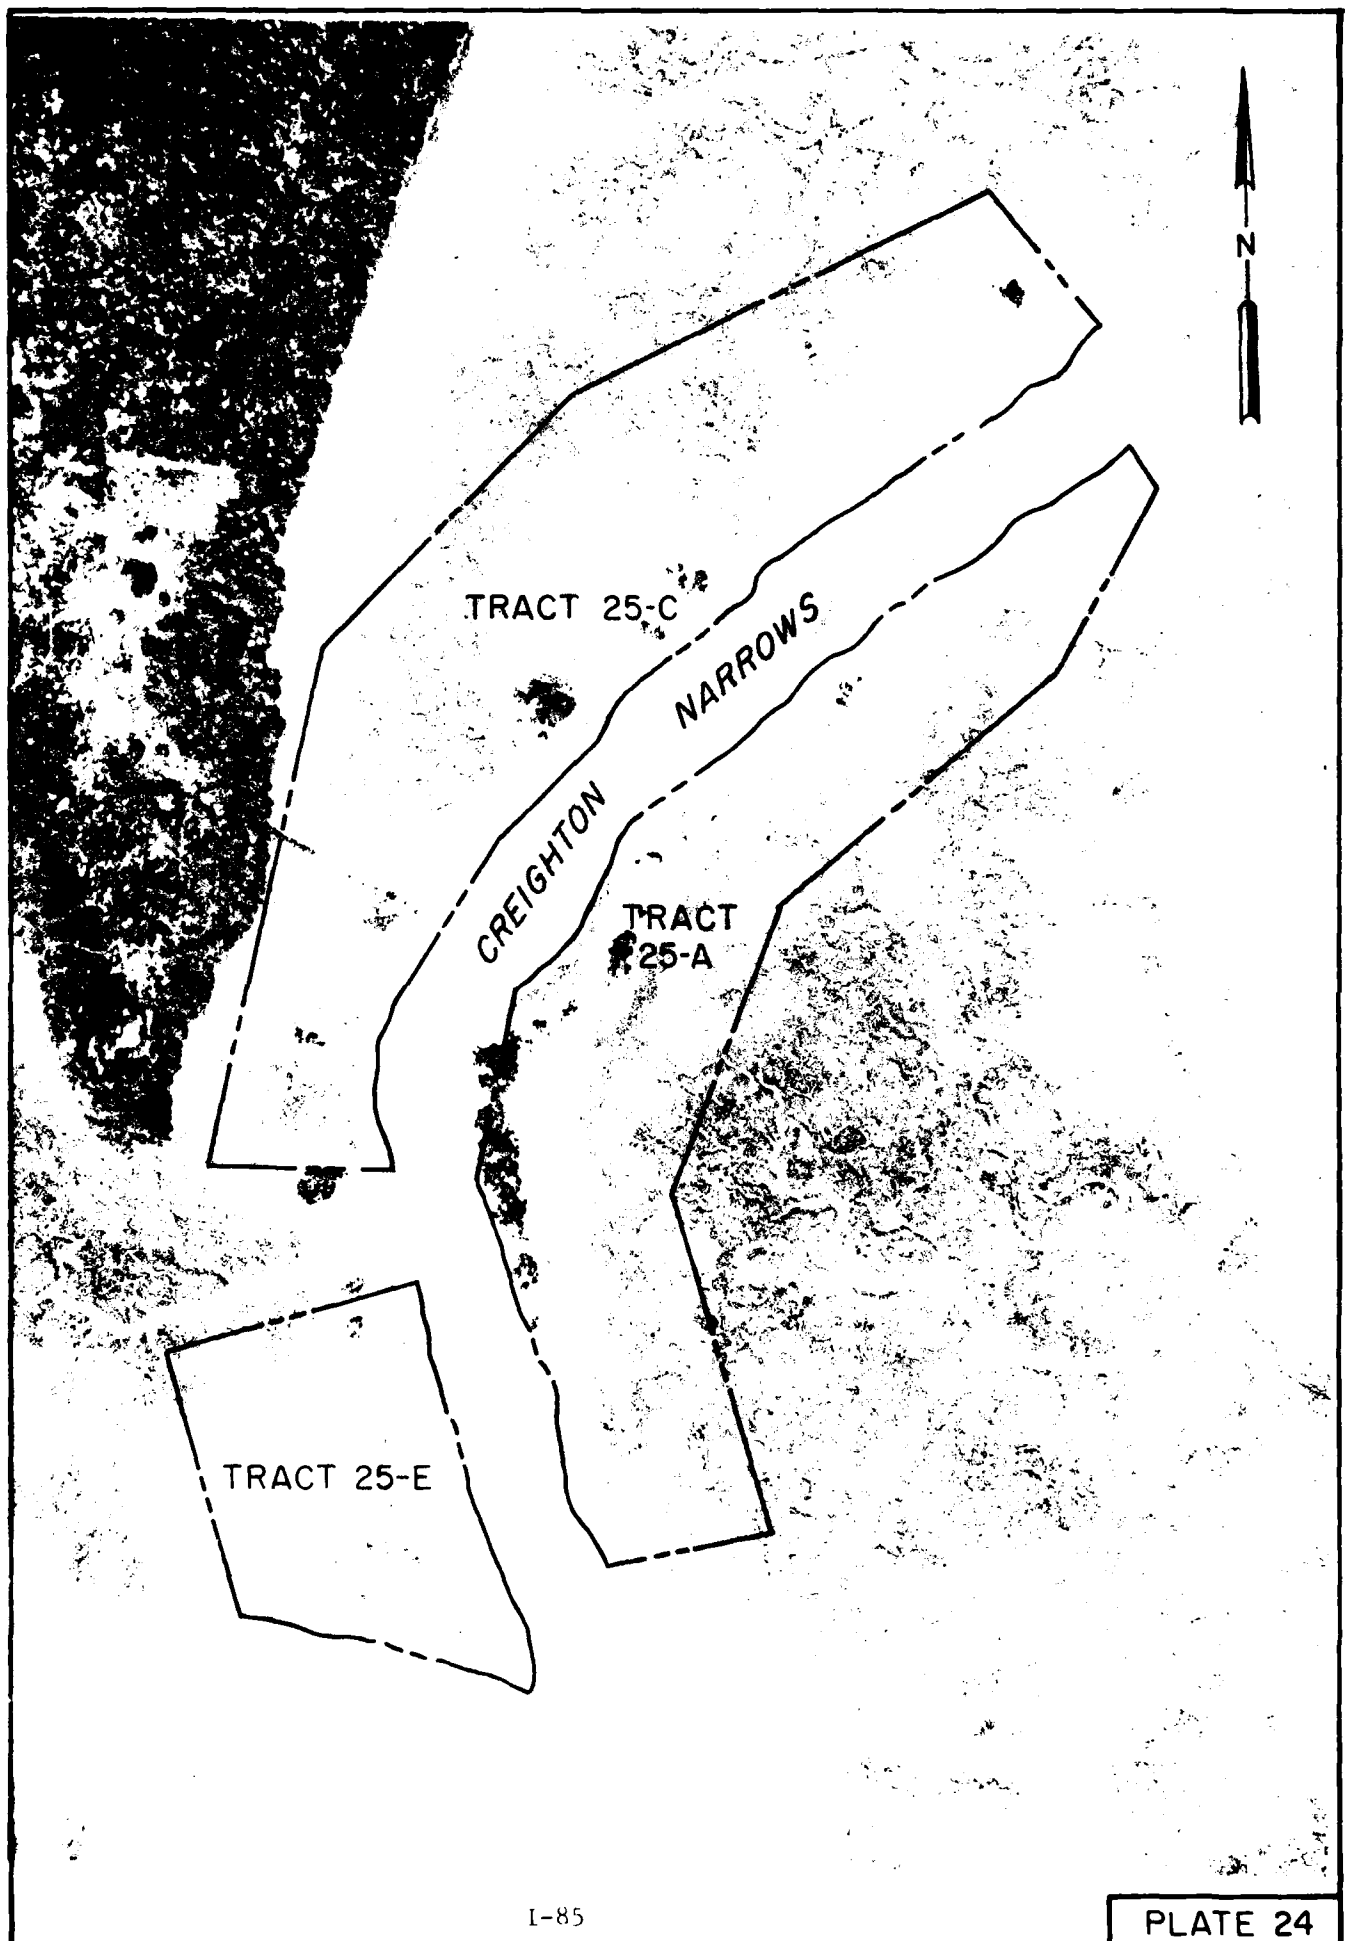 N
TRACT 25-C
NARROWS
CREIGHTON
TRACT
25-A
TRACT 25-E
I-85
PLATE 24